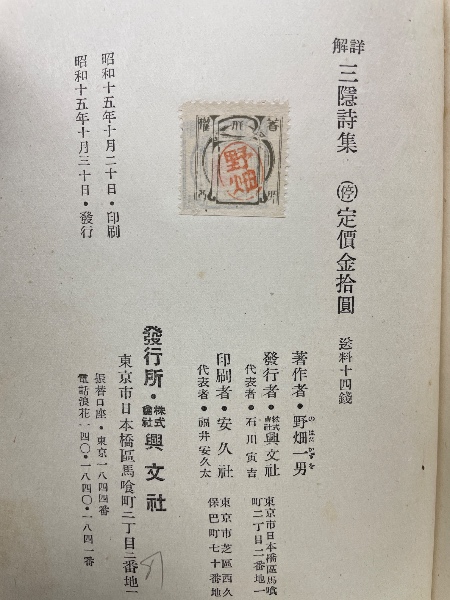 詳解 三隱詩集 ㊡定價金拾圓 送料十四錢
野畑
昭和十五年十月二十日・印刷
昭和十五年十月三十日・發行
著作者・野畑一男
發行者・株式會社興文社
東京市日本橋區馬喰町二丁目二番地一
代表者・石川寅吉
印刷者・安久社
東京市芝區西久保巴町七十番地
代表者・福井安久太
發行所・株式會社興文社
東京市日本橋區馬喰町二丁目二番地一
振替口座・東京一八四四番
電話浪花一四〇・一八四〇・一八四一番